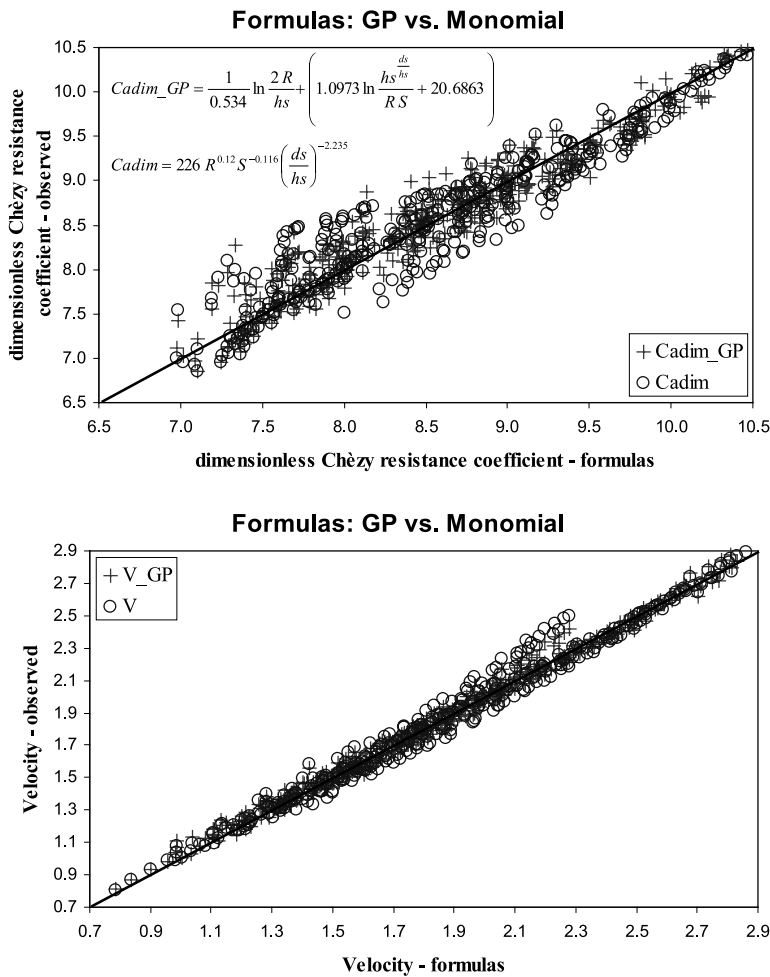 Formulas: GP vs. Monomial
10.5
10.0
9.5
9.0
8.5
8.0
7.5
7.0
6.5
dimensionless Chèzy resistance
coefficient - observed
Cadim_GP = 1/0.534 ln 2 R/hs + ( 1.0973 ln hs^(ds/hs)/R S + 20.6863 )
Cadim = 226 R^0.12 S^-0.116 (ds/hs)^-2.235
Cadim_GP
Cadim
6.5 7.0 7.5 8.0 8.5 9.0 9.5 10.0 10.5
dimensionless Chèzy resistance coefficient - formulas
Formulas: GP vs. Monomial
2.9
2.7
2.5
2.3
2.1
1.9
1.7
1.5
1.3
1.1
0.9
0.7
Velocity - observed
V_GP
V
0.7 0.9 1.1 1.3 1.5 1.7 1.9 2.1 2.3 2.5 2.7 2.9
Velocity - formulas